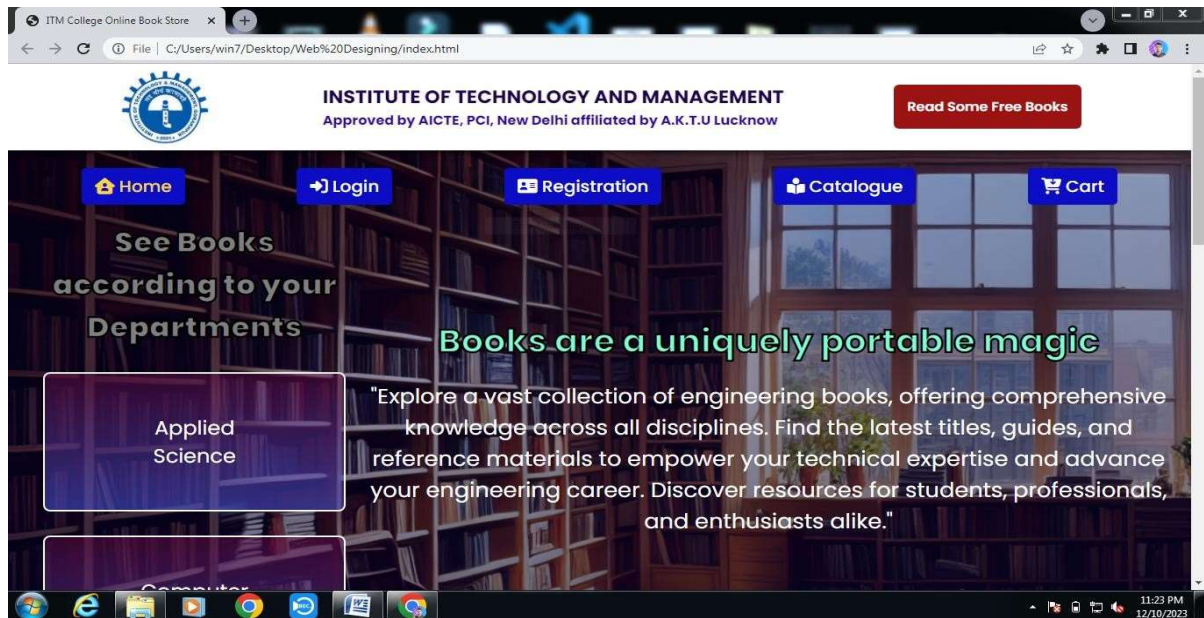 ITM College Online Book Store
File | C:/Users/win7/Desktop/Web%20Designing/index.html
INSTITUTE OF TECHNOLOGY AND MANAGEMENT
Approved by AICTE, PCI, New Delhi affiliated by A.K.T.U Lucknow
Read Some Free Books
Home
Login
Registration
Catalogue
Cart
See Books
according to your
Departments
Books are a uniquely portable magic
"Explore a vast collection of engineering books, offering comprehensive
knowledge across all disciplines. Find the latest titles, guides, and
reference materials to empower your technical expertise and advance
your engineering career. Discover resources for students, professionals,
and enthusiasts alike."
Applied
Science
Computer
11:23 PM
12/10/2023